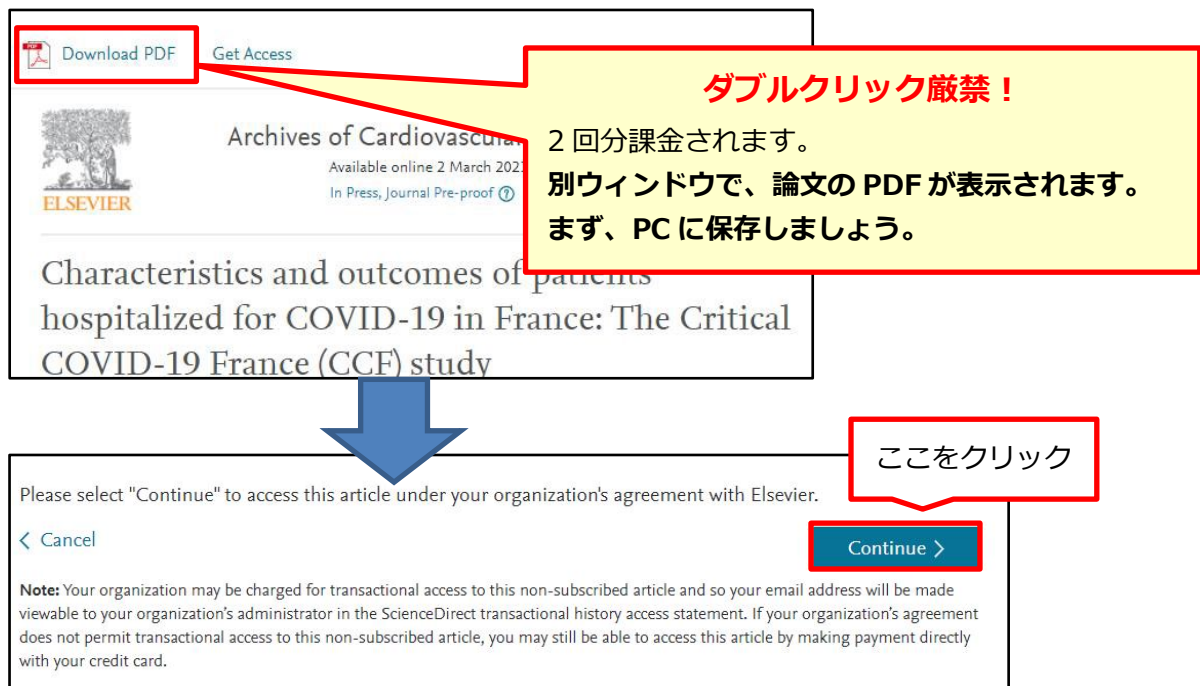 Download PDF Get Access
ダブルクリック厳禁！
2回分課金されます。
別ウィンドウで、論文の PDF が表示されます。
まず、PC に保存しましょう。
ELSEVIER
Archives of Cardiovascular
Available online 2 March 2021
In Press, Journal Pre-proof
Characteristics and outcomes of patients
hospitalized for COVID-19 in France: The Critical
COVID-19 France (CCF) study
ここをクリック
Please select "Continue" to access this article under your organization's agreement with Elsevier.
Cancel
Continue
Note: Your organization may be charged for transactional access to this non-subscribed article and so your email address will be made
viewable to your organization's administrator in the ScienceDirect transactional history access statement. If your organization's agreement
does not permit transactional access to this non-subscribed article, you may still be able to access this article by making payment directly
with your credit card.